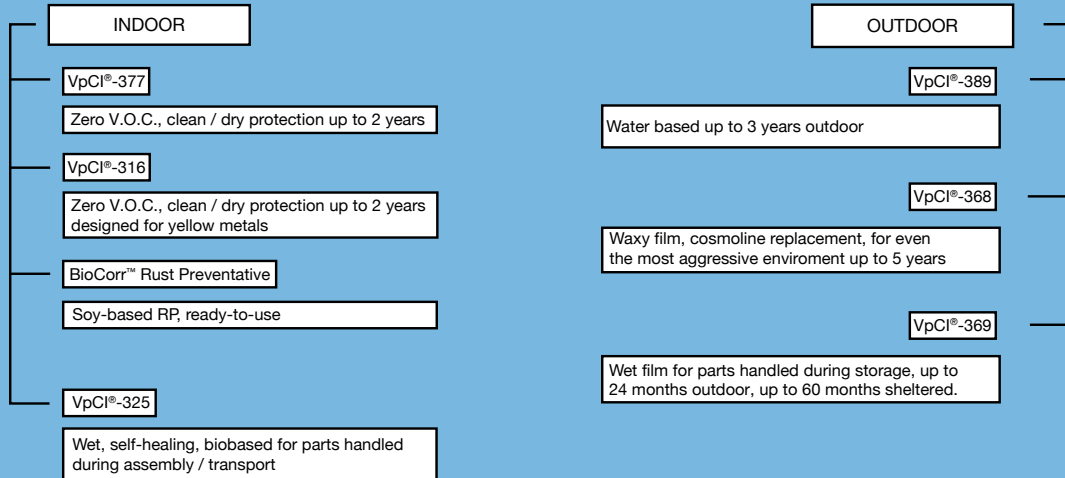 INDOOR
VpCI®-377
Zero V.O.C., clean / dry protection up to 2 years
VpCI®-316
Zero V.O.C., clean / dry protection up to 2 years
designed for yellow metals
BioCorr™ Rust Preventative
Soy-based RP, ready-to-use
VpCI®-325
Wet, self-healing, biobased for parts handled
during assembly / transport
OUTDOOR
VpCI®-389
Water based up to 3 years outdoor
VpCI®-368
Waxy film, cosmoline replacement, for even
the most aggressive enviroment up to 5 years
VpCI®-369
Wet film for parts handled during storage, up to
24 months outdoor, up to 60 months sheltered.